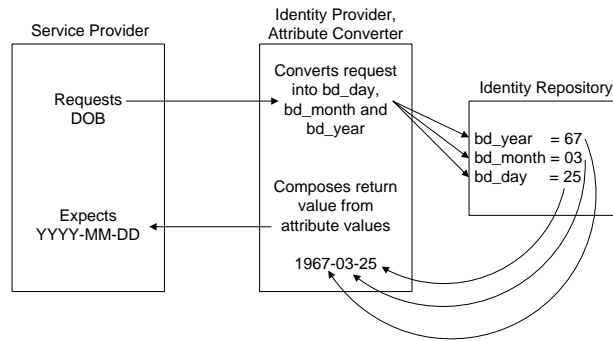 Service Provider
Identity Provider,
Attribute Converter
Identity Repository
Requests
DOB
Converts request
into bd_day,
bd_month and
bd_year
bd_year = 67
bd_month = 03
bd_day = 25
Expects
YYYY-MM-DD
Composes return
value from
attribute values
1967-03-25